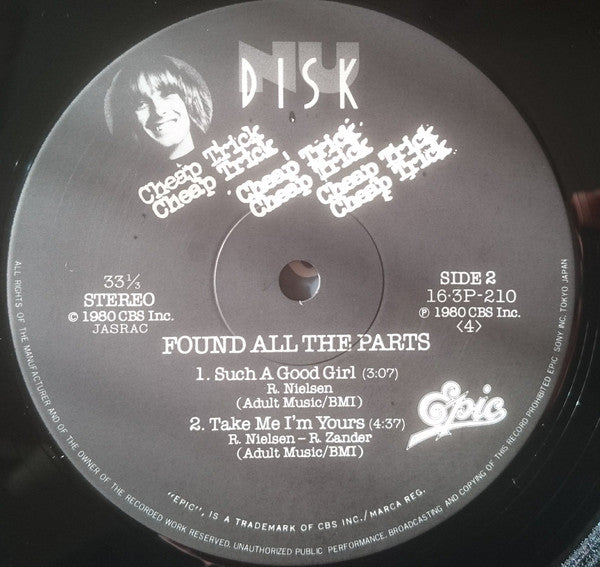 NU
DISK
Cheap Trick
Cheap Trick
Cheap Trick
Cheap Trick
Cheap Trick
Cheap Trick
33⅓
STEREO
© 1980 CBS Inc.
JASRAC
SIDE 2
16·3P-210
℗ 1980 CBS Inc.
<4>
FOUND ALL THE PARTS
1. Such A Good Girl (3:07)
R. Nielsen
(Adult Music/BMI)
2. Take Me I'm Yours (4:37)
R. Nielsen – R. Zander
(Adult Music/BMI)
Epic
"EPIC", IS A TRADEMARK OF CBS INC./MARCA REG.
ALL RIGHTS OF THE MANUFACTURER AND OF THE OWNER OF THE RECORDED WORK RESERVED. UNAUTHORIZED PUBLIC PERFORMANCE, BROADCASTING AND COPYING OF THIS RECORD PROHIBITED EPIC SONY INC. TOKYO JAPAN